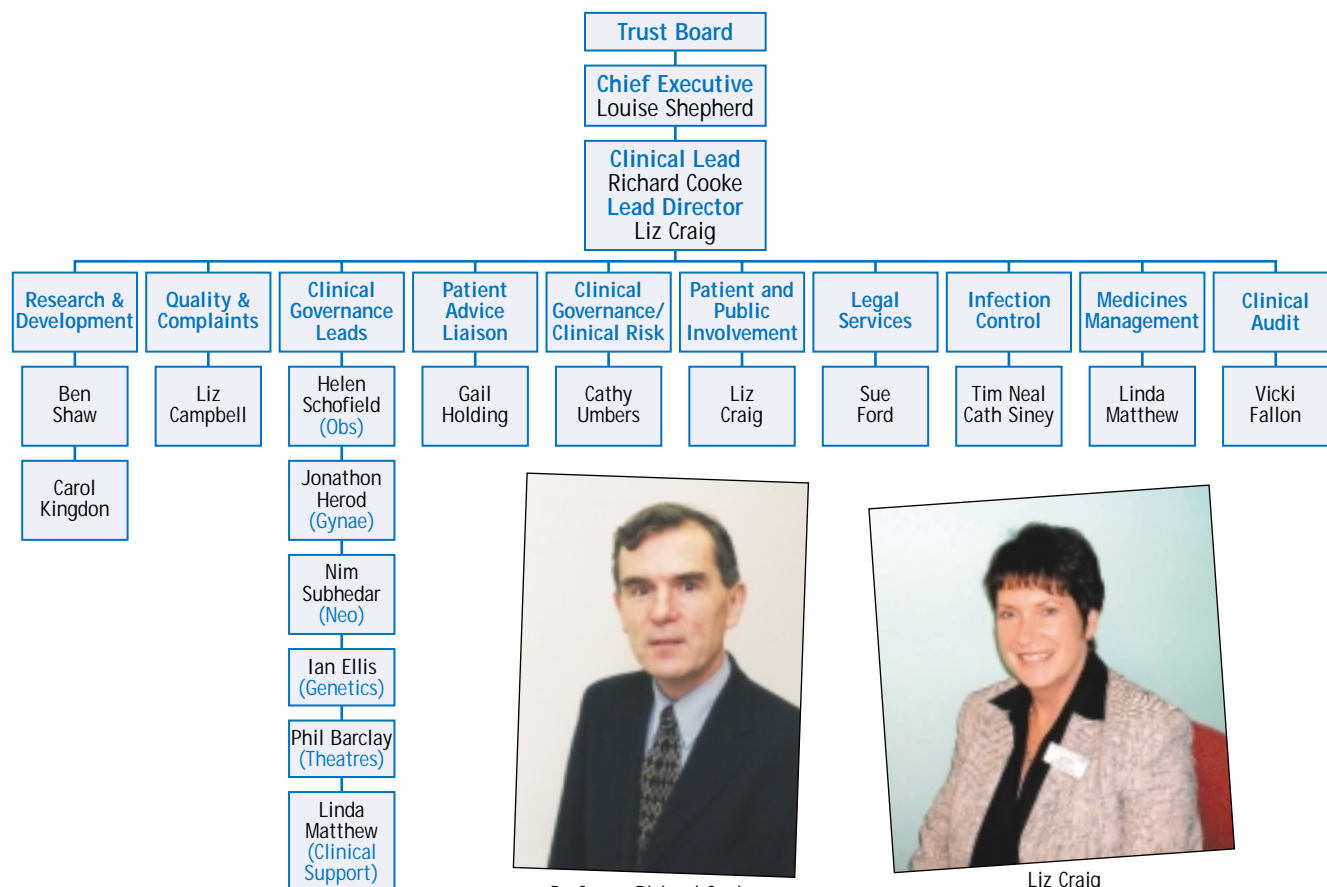 Trust Board
Chief Executive
Louise Shepherd
Clinical Lead
Richard Cooke
Lead Director
Liz Craig
Research &
Development
Quality &
Complaints
Clinical
Governance
Leads
Patient
Advice
Liaison
Clinical
Governance/
Clinical Risk
Patient and
Public
Involvement
Legal
Services
Infection
Control
Medicines
Management
Clinical
Audit
Ben
Shaw
Carol
Kingdon
Liz
Campbell
Helen
Schofield
(Obs)
Jonathon
Herod
(Gynae)
Nim
Subhedar
(Neo)
Ian Ellis
(Genetics)
Phil Barclay
(Theatres)
Linda
Matthew
(Clinical
Support)
Gail
Holding
Cathy
Umbers
Liz
Craig
Sue
Ford
Tim Neal
Cath Siney
Linda
Matthew
Vicki
Fallon
Richard
Liz Craig